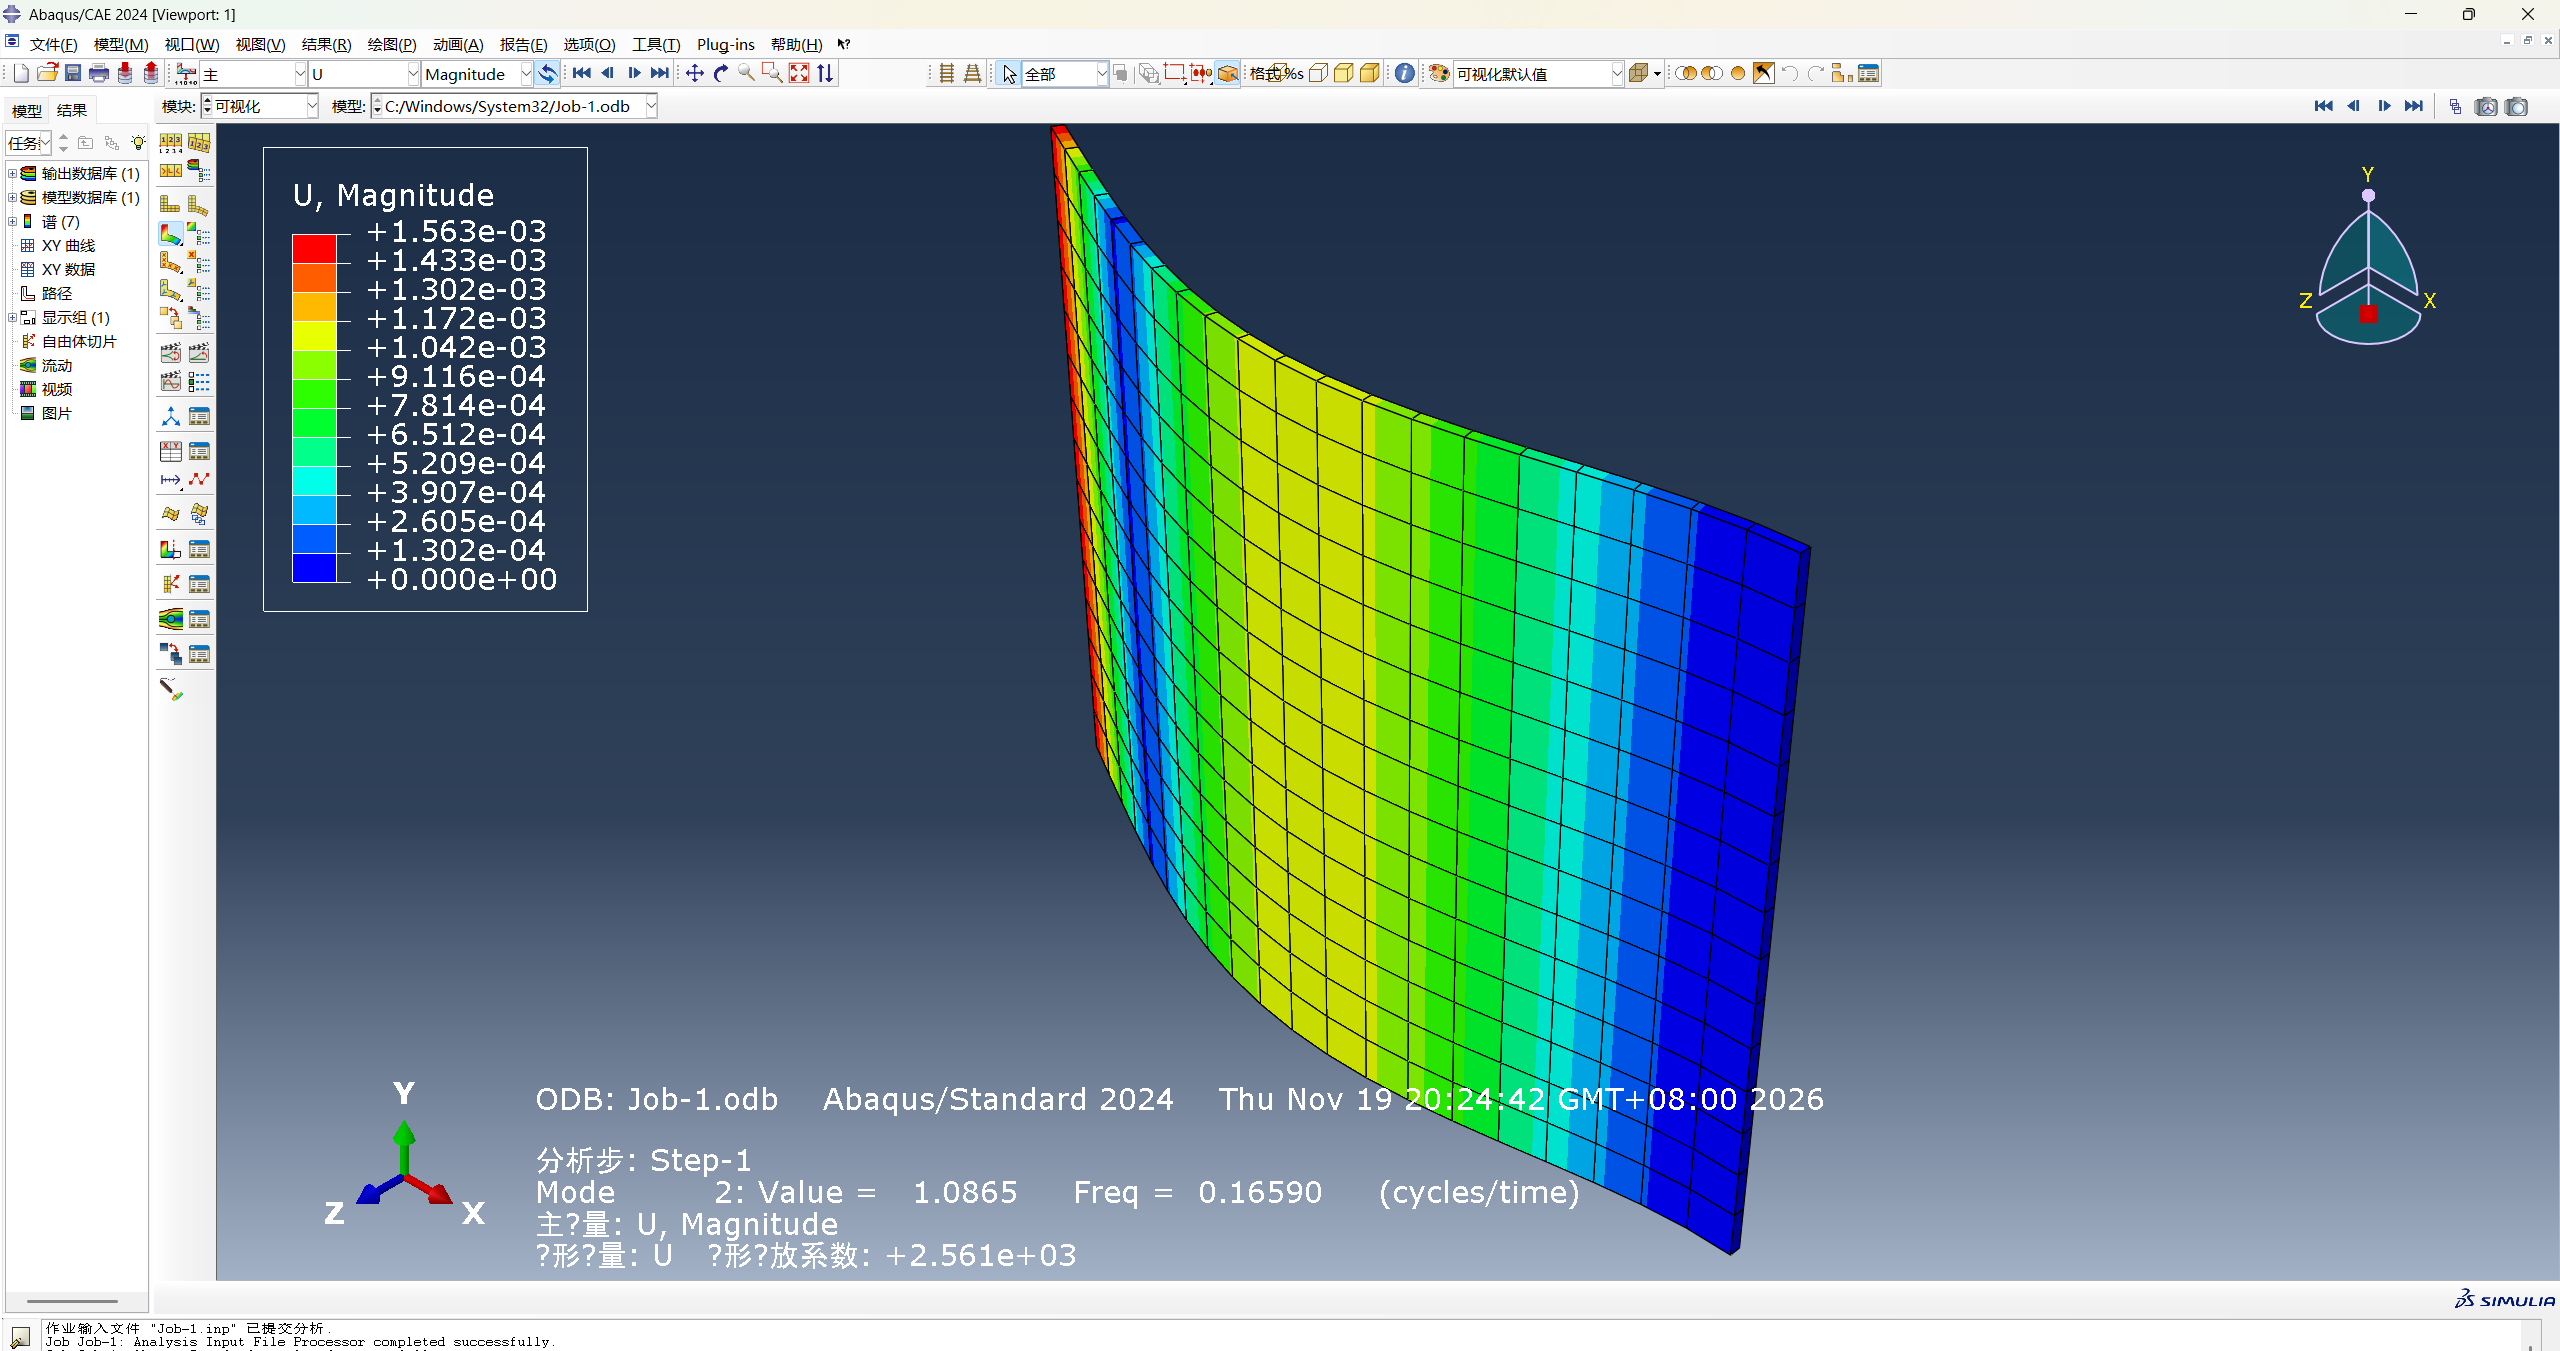 Abaqus/CAE 2024 [Viewport: 1]
文件(F) 模型(M) 视口(W) 视图(V) 结果(R) 绘图(P) 动画(A) 报告(E) 选项(O) 工具(T) Plug-ins 帮助(H)
主 U Magnitude 全部 格式%s 可视化默认值
模型 结果 模块: 可视化 模型: C:/Windows/System32/Job-1.odb
任务
输出数据库 (1)
模型数据库 (1)
谱 (7)
XY 曲线
XY 数据
路径
显示组 (1)
自由体切片
流动
视频
图片
U, Magnitude
+1.563e-03
+1.433e-03
+1.302e-03
+1.172e-03
+1.042e-03
+9.116e-04
+7.814e-04
+6.512e-04
+5.209e-04
+3.907e-04
+2.605e-04
+1.302e-04
+0.000e+00
Y
Z X
Y
Z X
ODB: Job-1.odb Abaqus/Standard 2024 Thu Nov 19 20:24:42 GMT+08:00 2026
分析步: Step-1
Mode 2: Value = 1.0865 Freq = 0.16590 (cycles/time)
主?量: U, Magnitude
?形?量: U ?形?放系数: +2.561e+03
SIMULIA
作业输入文件 "Job-1.inp" 已提交分析.
Job Job-1: Analysis Input File Processor completed successfully.